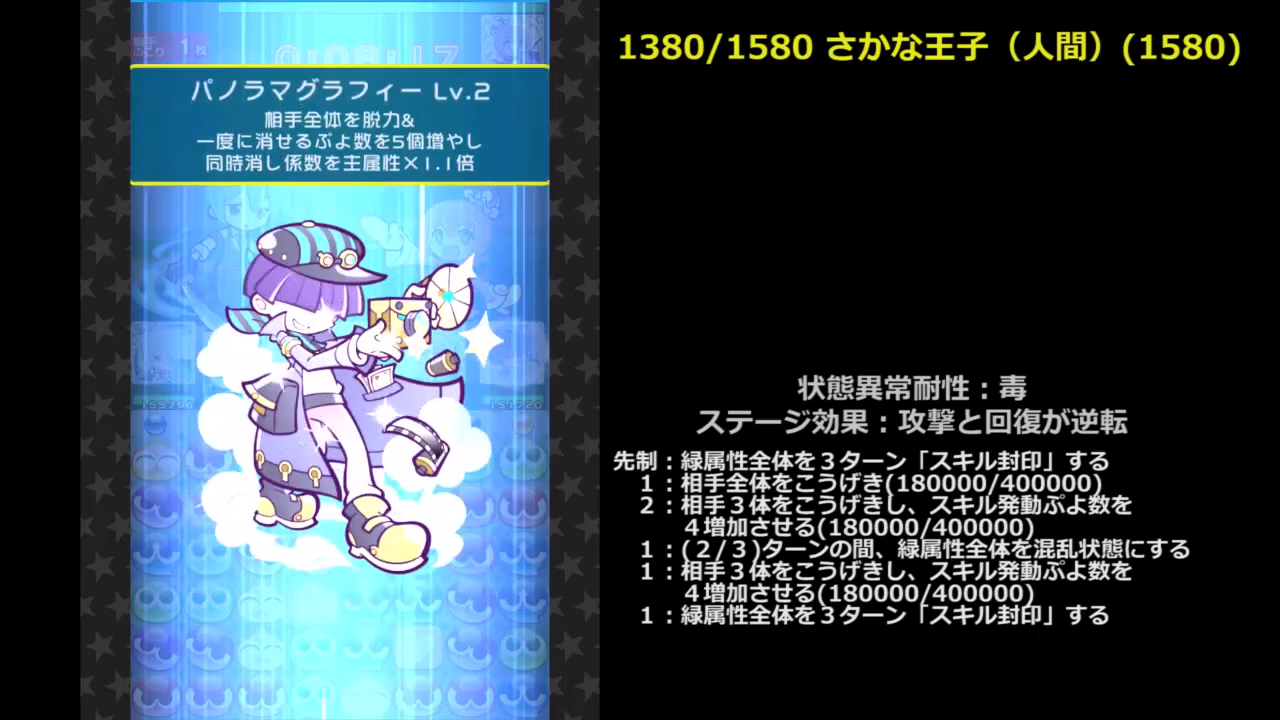 相手
のこり 1枚
パノラマグラフィー Lv.2
相手全体を脱力&
一度に消せるぷよ数を5個増やし
同時消し係数を主属性×1.1倍
1380/1580 さかな王子（人間）(1580)
状態異常耐性：毒
ステージ効果：攻撃と回復が逆転
先制：緑属性全体を３ターン「スキル封印」する
1：相手全体をこうげき(180000/400000)
2：相手３体をこうげきし、スキル発動ぷよ数を
４増加させる(180000/400000)
1：(２/３)ターンの間、緑属性全体を混乱状態にする
1：相手３体をこうげきし、スキル発動ぷよ数を
４増加させる(180000/400000)
1：緑属性全体を３ターン「スキル封印」する